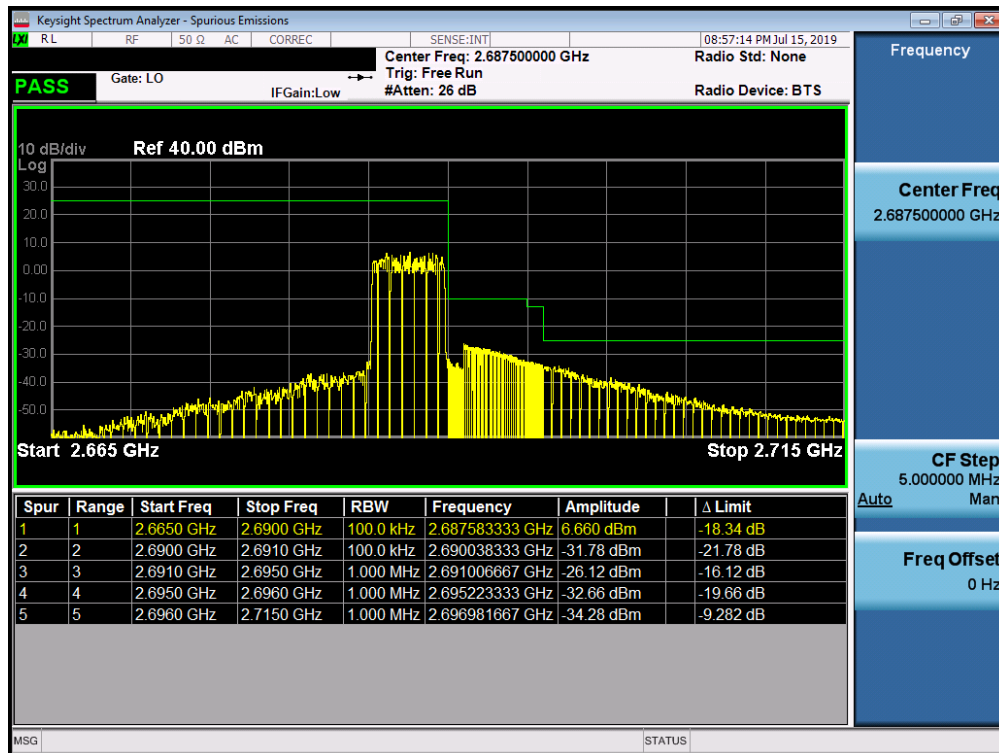 Keysight Spectrum Analyzer - Spurious Emissions
LXI RL RF 50 Ω AC CORREC SENSE:INT 08:57:14 PM Jul 15, 2019
Center Freq: 2.687500000 GHz Radio Std: None
PASS Gate: LO Trig: Free Run
IFGain:Low #Atten: 26 dB Radio Device: BTS
10 dB/div Ref 40.00 dBm
Log
30.0
20.0
10.0
0.00
-10.0
-20.0
-30.0
-40.0
-50.0
Start 2.665 GHz Stop 2.715 GHz
Spur Range Start Freq Stop Freq RBW Frequency Amplitude Δ Limit
1 1 2.6650 GHz 2.6900 GHz 100.0 kHz 2.687583333 GHz 6.660 dBm -18.34 dB
2 2 2.6900 GHz 2.6910 GHz 100.0 kHz 2.690038333 GHz -31.78 dBm -21.78 dB
3 3 2.6910 GHz 2.6950 GHz 1.000 MHz 2.691006667 GHz -26.12 dBm -16.12 dB
4 4 2.6950 GHz 2.6960 GHz 1.000 MHz 2.695223333 GHz -32.66 dBm -19.66 dB
5 5 2.6960 GHz 2.7150 GHz 1.000 MHz 2.696981667 GHz -34.28 dBm -9.282 dB
MSG STATUS
Frequency
Center Freq
2.687500000 GHz
CF Step
5.000000 MHz
Auto Man
Freq Offset
0 Hz